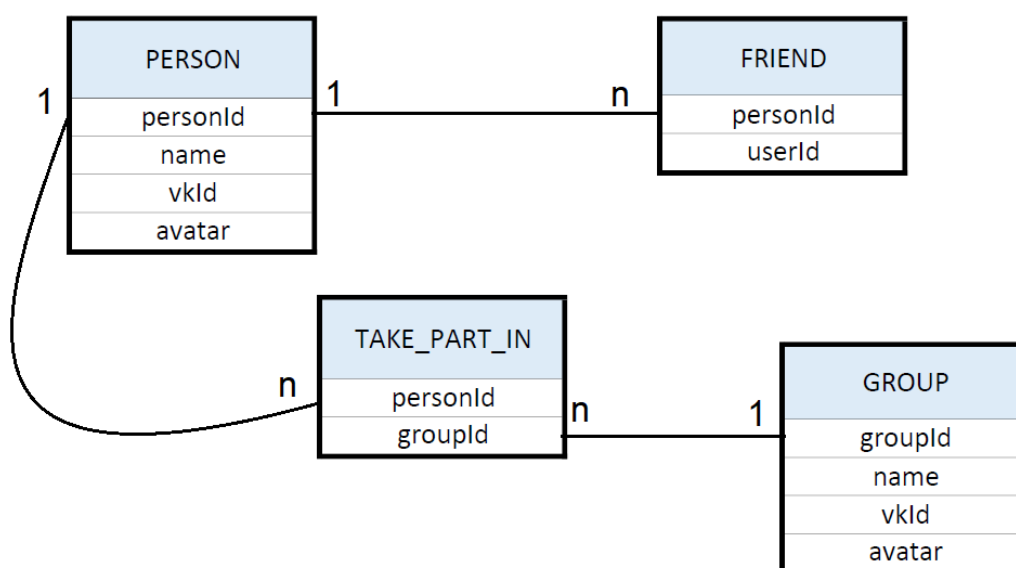 PERSON
personId
name
vkId
avatar
1
1
n
FRIEND
personId
userId
TAKE_PART_IN
personId
groupId
n
n
1
GROUP
groupId
name
vkId
avatar